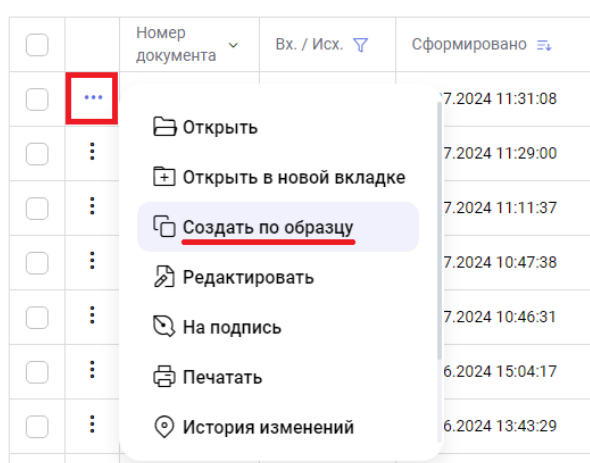 Номер
документа
Вх. / Исх.
Сформировано
7.2024 11:31:08
Открыть
7.2024 11:29:00
Открыть в новой вкладке
7.2024 11:11:37
Создать по образцу
7.2024 10:47:38
Редактировать
7.2024 10:46:31
На подпись
6.2024 15:04:17
Печатать
6.2024 13:43:29
История изменений